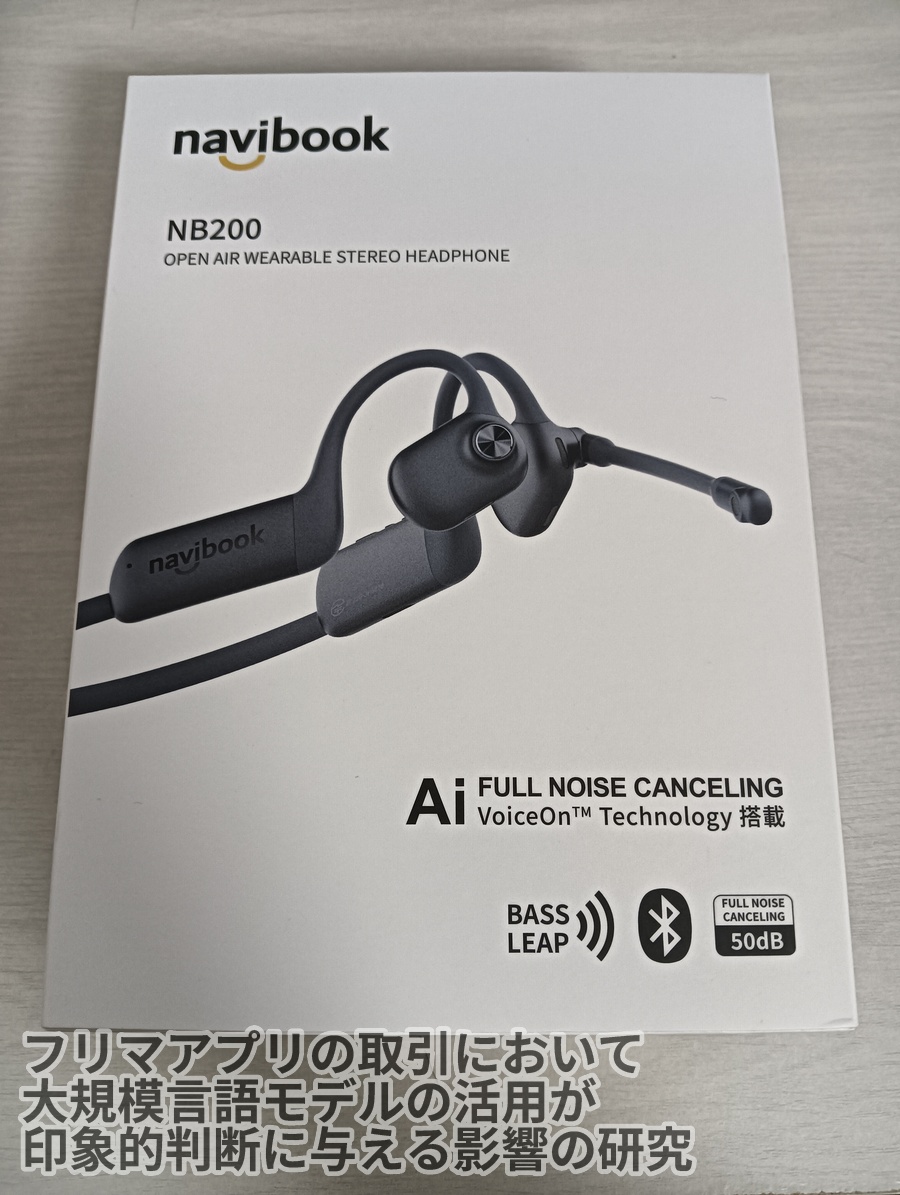 navibook
NB200
OPEN AIR WEARABLE STEREO HEADPHONE
navibook
Ai FULL NOISE CANCELING
VoiceOn™ Technology 搭載
BASS
LEAP
FULL NOISE
CANCELING
50dB
フリマアプリの取引において
大規模言語モデルの活用が
印象的判断に与える影響の研究